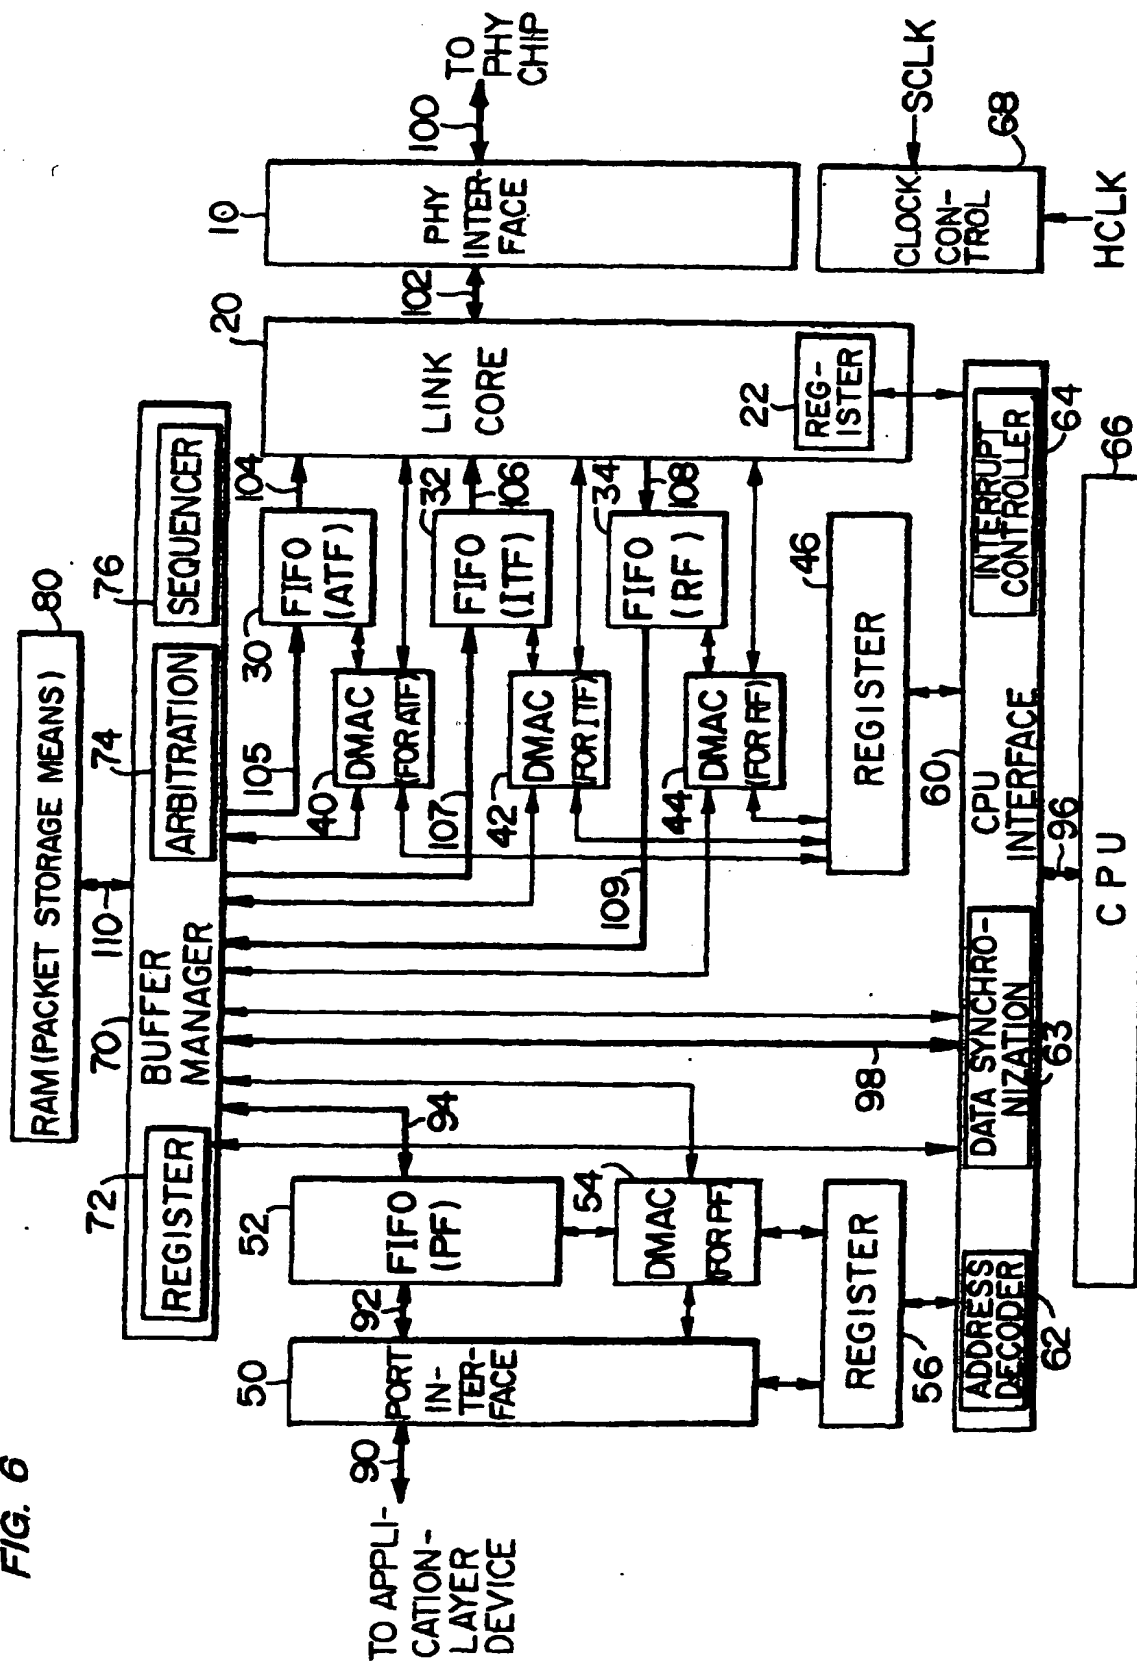 FIG. 6
RAM(PACKET STORAGE MEANS)
80
110
70
BUFFER
MANAGER
72
REGISTER
74
ARBITRATION
76
SEQUENCER
TO APPLI-
CATION-
LAYER
DEVICE
90
50
PORT
IN-
TER-
FACE
92
52
FIFO
(PF)
94
54
DMAC
(FOR PF)
REGISTER
56
98
105
30
FIFO
(ATF)
104
40
DMAC
(FOR ATF)
107
32
FIFO
(ITF)
106
42
DMAC
(FOR ITF)
109
34
FIFO
(RF)
108
44
DMAC
(FOR RF)
46
REGISTER
20
LINK
CORE
22
REG-
ISTER
102
10
PHY
INTER-
FACE
100
TO
PHY
CHIP
CLOCK
CON-
TROL
68
SCLK
HCLK
60
CPU
INTERFACE
ADDRESS
DECODER
62
DATA SYNCHRO-
NIZATION
63
INTERRUPT
CONTROLLER
64
96
CPU
66